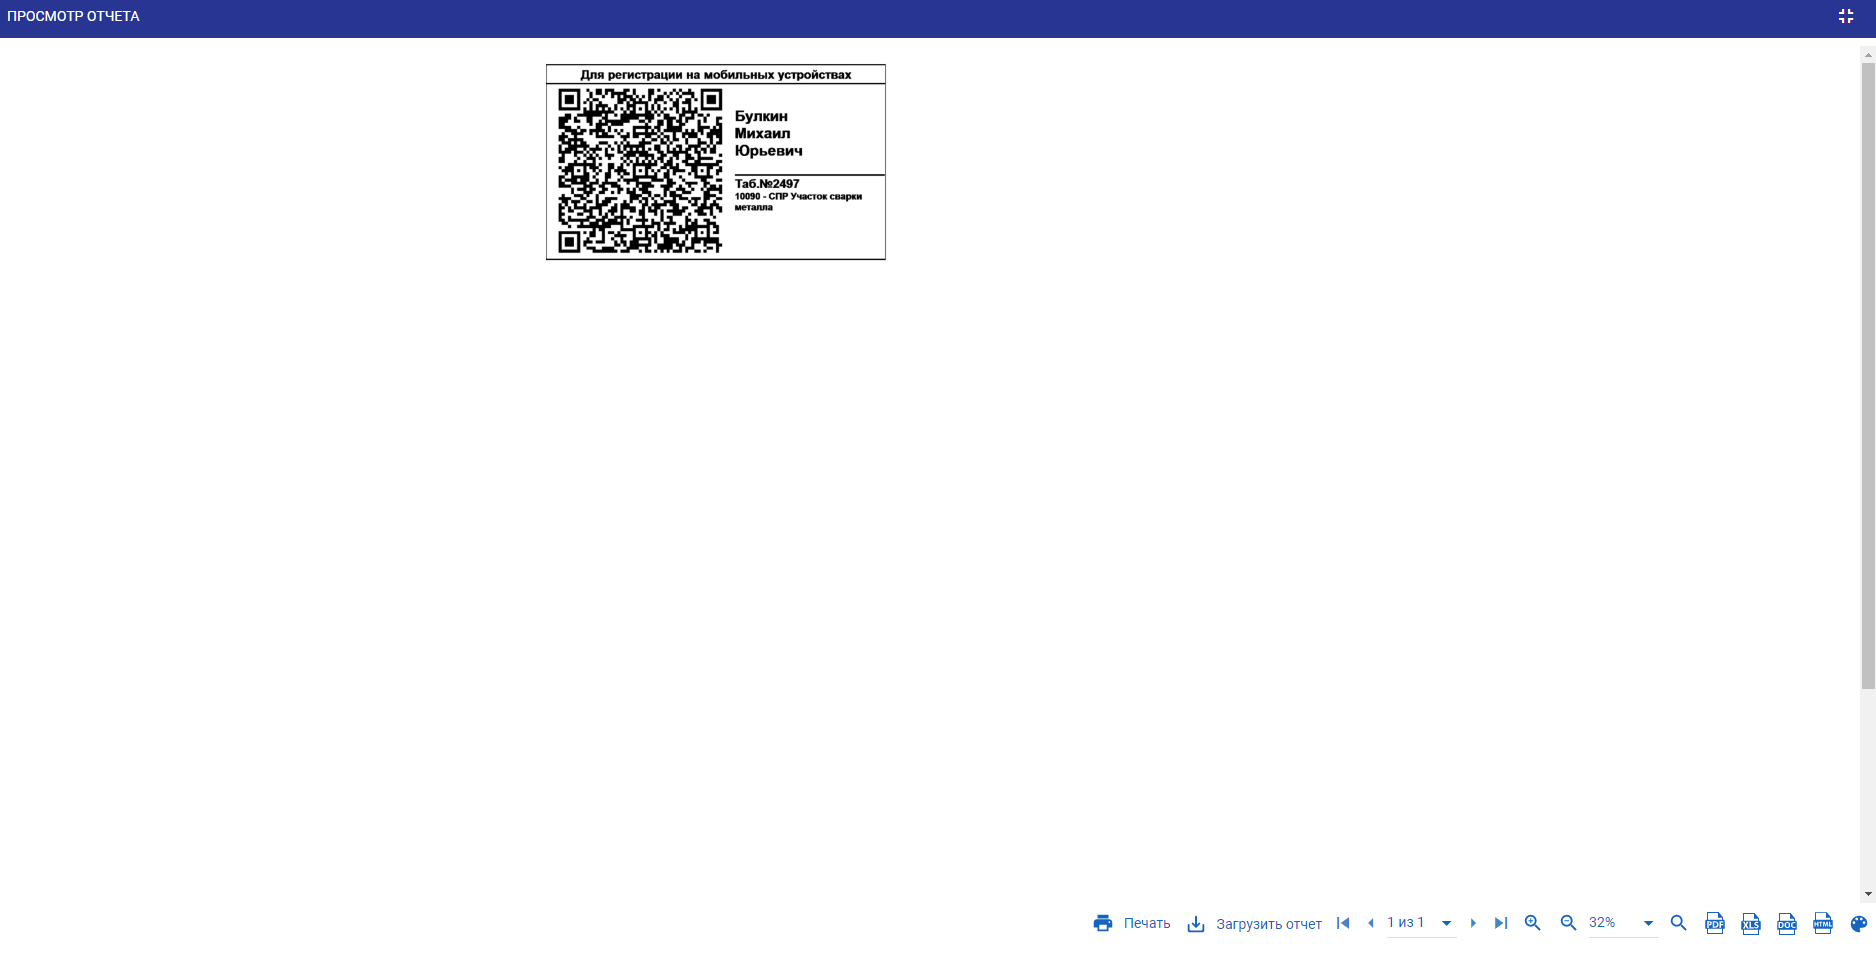 ПРОСМОТР ОТЧЕТА
Для регистрации на мобильных устройствах
Булкин
Михаил
Юрьевич
Таб.№2497
10090 - СПР Участок сварки
металла
Печать
Загрузить отчет
1 из 1
32%
PDF
XLS
DOC
HTML